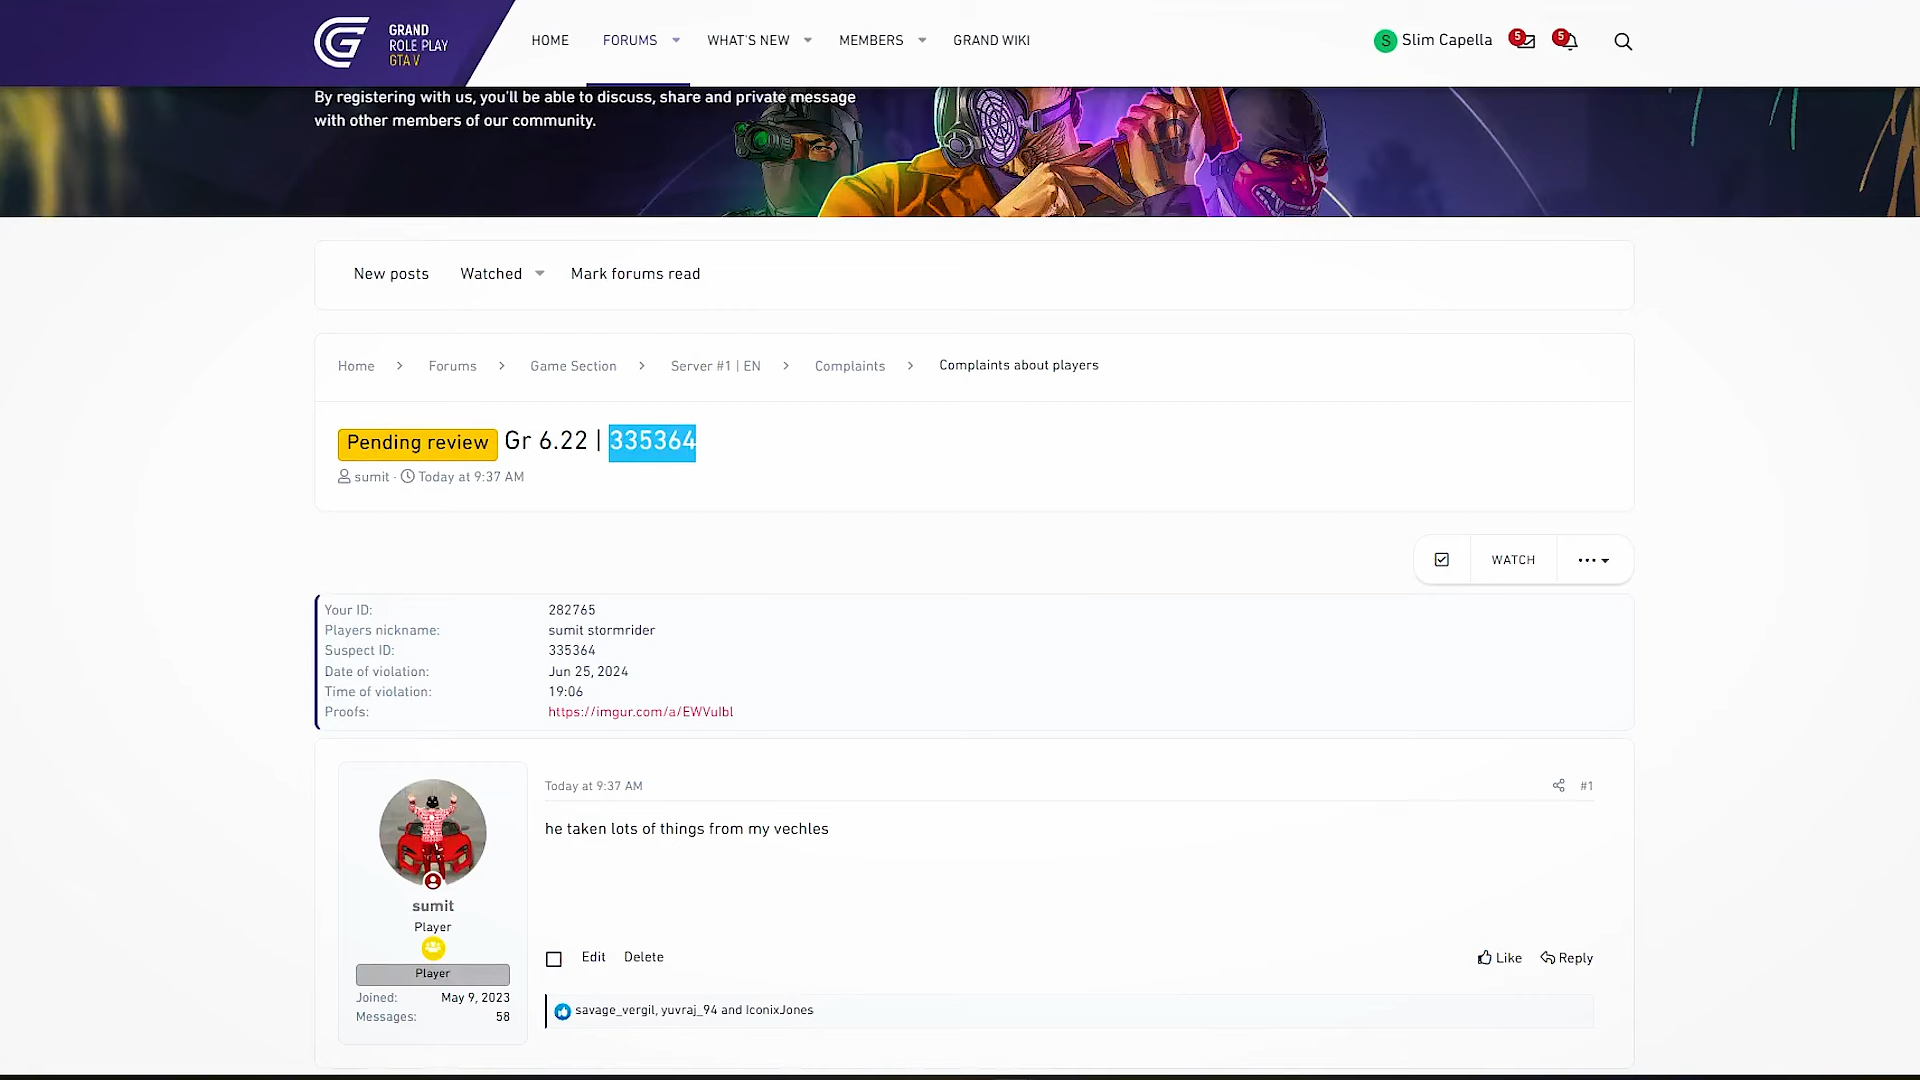 GRAND
ROLE PLAY
GTA V
HOME
FORUMS
WHAT'S NEW
MEMBERS
GRAND WIKI
S
Slim Capella
5
5
By registering with us, you'll be able to discuss, share and private message
with other members of our community.
New posts
Watched
Mark forums read
Home
Forums
Game Section
Server #1 | EN
Complaints
Complaints about players
Pending review Gr 6.22 | 335364
sumit · Today at 9:37 AM
WATCH
Your ID: 282765
Players nickname: sumit stormrider
Suspect ID: 335364
Date of violation: Jun 25, 2024
Time of violation: 19:06
Proofs: https://imgur.com/a/EWVuIbl
Today at 9:37 AM
#1
he taken lots of things from my vechles
sumit
Player
Player
Joined: May 9, 2023
Messages: 58
Edit
Delete
Like
Reply
savage_vergil, yuvraj_94 and IconixJones